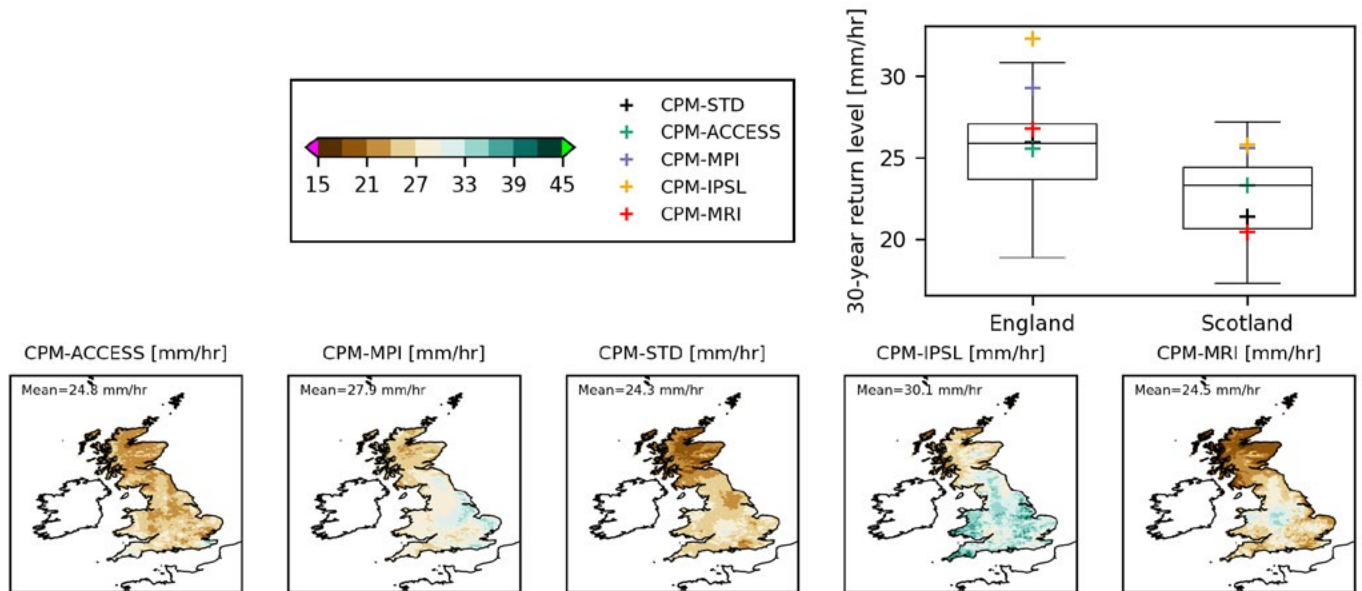 15 21 27 33 39 45
CPM-STD
CPM-ACCESS
CPM-MPI
CPM-IPSL
CPM-MRI
30-year return level [mm/hr]
30
25
20
England Scotland
CPM-ACCESS [mm/hr] CPM-MPI [mm/hr] CPM-STD [mm/hr] CPM-IPSL [mm/hr] CPM-MRI [mm/hr]
Mean=24.8 mm/hr Mean=27.9 mm/hr Mean=24.3 mm/hr Mean=30.1 mm/hr Mean=24.5 mm/hr